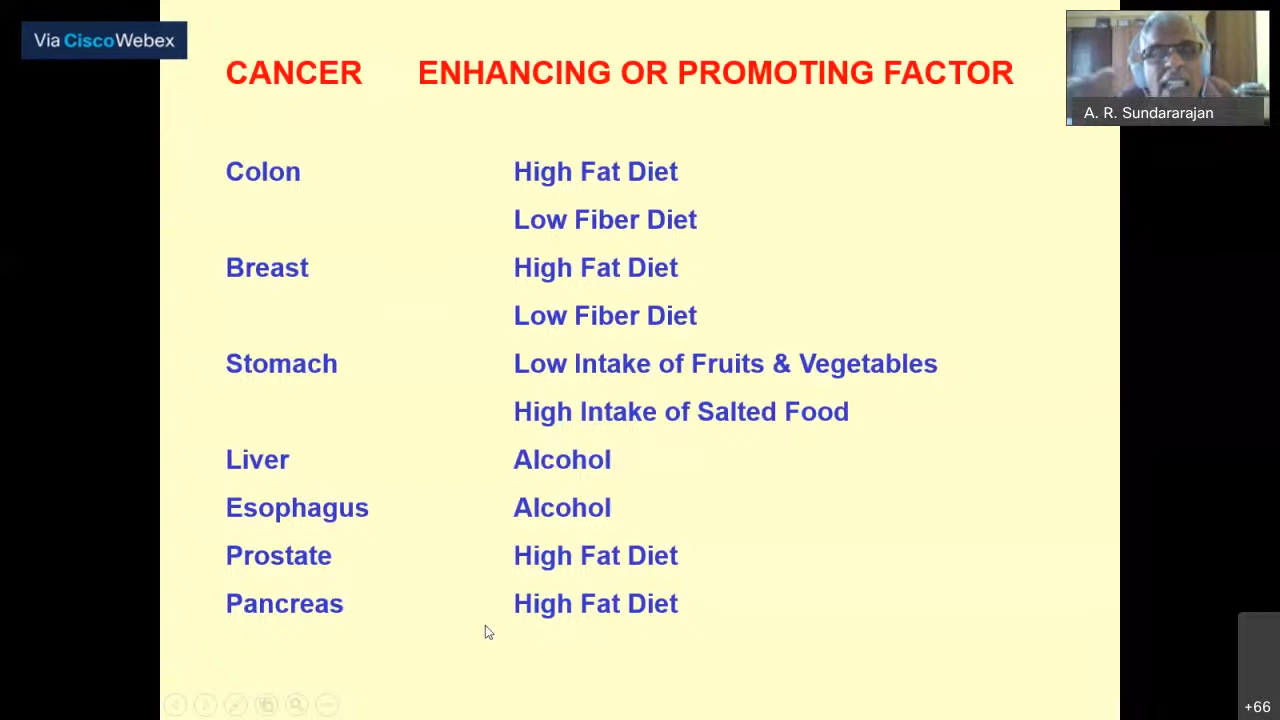 Via CiscoWebex
CANCER ENHANCING OR PROMOTING FACTOR
A. R. Sundararajan
Colon High Fat Diet
Low Fiber Diet
Breast High Fat Diet
Low Fiber Diet
Stomach Low Intake of Fruits & Vegetables
High Intake of Salted Food
Liver Alcohol
Esophagus Alcohol
Prostate High Fat Diet
Pancreas High Fat Diet
+66